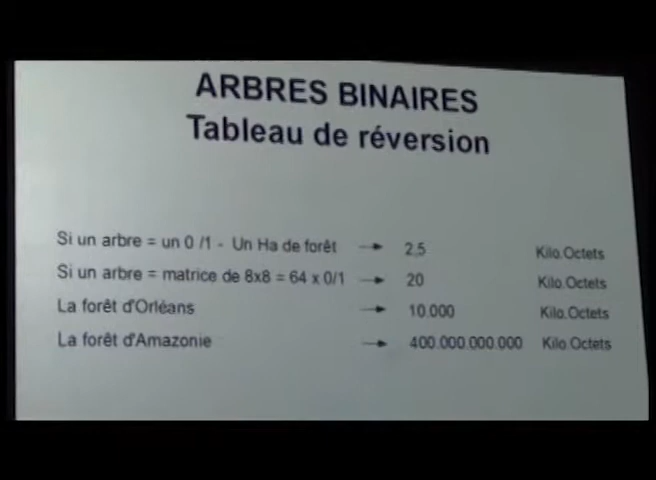 ARBRES BINAIRES
Tableau de réversion
Si un arbre = un 0 /1 - Un Ha de forêt → 2,5 Kilo.Octets
Si un arbre = matrice de 8x8 = 64 x 0/1 → 20 Kilo.Octets
La forêt d'Orléans → 10.000 Kilo.Octets
La forêt d'Amazonie → 400.000.000.000 Kilo.Octets